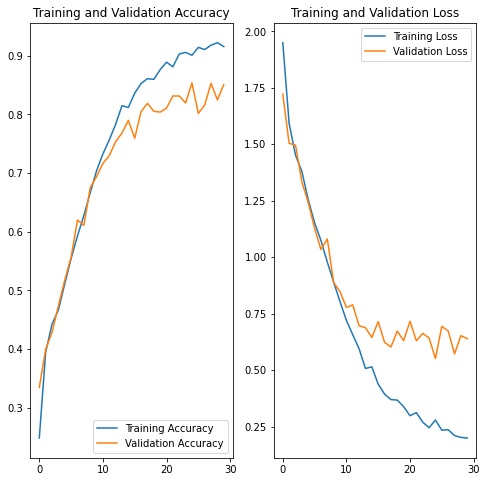 Training and Validation Accuracy
0.9
0.8
0.7
0.6
0.5
0.4
0.3
Training Accuracy
Validation Accuracy
0 10 20 30
Training and Validation Loss
2.00
1.75
1.50
1.25
1.00
0.75
0.50
0.25
Training Loss
Validation Loss
0 10 20 30